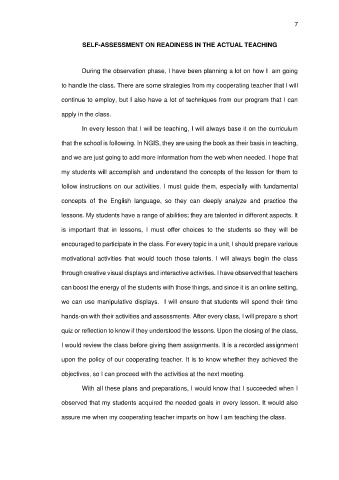 7
SELF-ASSESSMENT ON READINESS IN THE ACTUAL TEACHING
During the observation phase, I have been planning a lot on how I am going
to handle the class. There are some strategies from my cooperating teacher that I will
continue to employ, but I also have a lot of techniques from our program that I can
apply in the class.
In every lesson that I will be teaching, I will always base it on the curriculum
that the school is following. In NGIS, they are using the book as their basis in teaching,
and we are just going to add more information from the web when needed. I hope that
my students will accomplish and understand the concepts of the lesson for them to
follow instructions on our activities. I must guide them, especially with fundamental
concepts of the English language, so they can deeply analyze and practice the
lessons. My students have a range of abilities; they are talented in different aspects. It
is important that in lessons, I must offer choices to the students so they will be
encouraged to participate in the class. For every topic in a unit, I should prepare various
motivational activities that would touch those talents. I will always begin the class
through creative visual displays and interactive activities. I have observed that teachers
can boost the energy of the students with those things, and since it is an online setting,
we can use manipulative displays. I will ensure that students will spend their time
hands-on with their activities and assessments. After every class, I will prepare a short
quiz or reflection to know if they understood the lessons. Upon the closing of the class,
I would review the class before giving them assignments. It is a recorded assignment
upon the policy of our cooperating teacher. It is to know whether they achieved the
objectives, so I can proceed with the activities at the next meeting.
With all these plans and preparations, I would know that I succeeded when I
observed that my students acquired the needed goals in every lesson. It would also
assure me when my cooperating teacher imparts on how I am teaching the class.